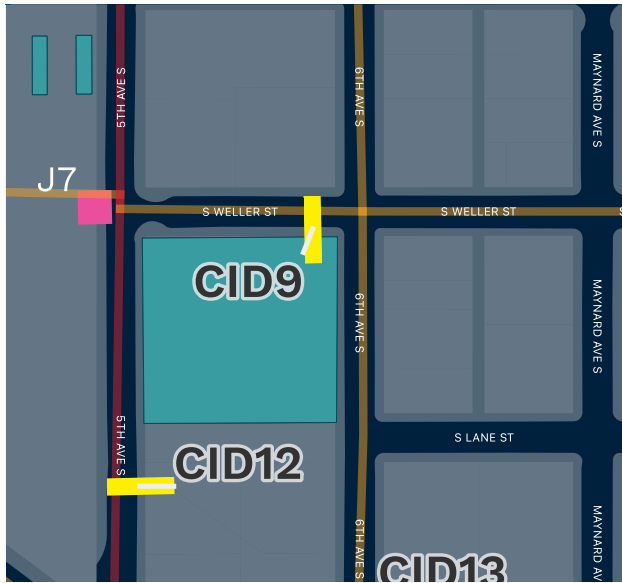 5TH AVE S
6TH AVE S
MAYNARD AVE S
J7
S WELLER ST
S WELLER ST
CID9
6TH AVE S
MAYNARD AVE S
5TH AVE S
S LANE ST
CID12
6TH AVE S
MAYNARD AV
CID13